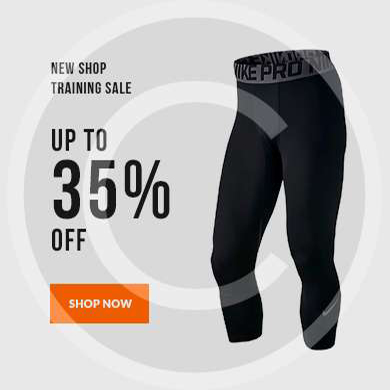 NEW SHOP
TRAINING SALE
UP TO
35%
OFF
SHOP NOW
NIKE PRO